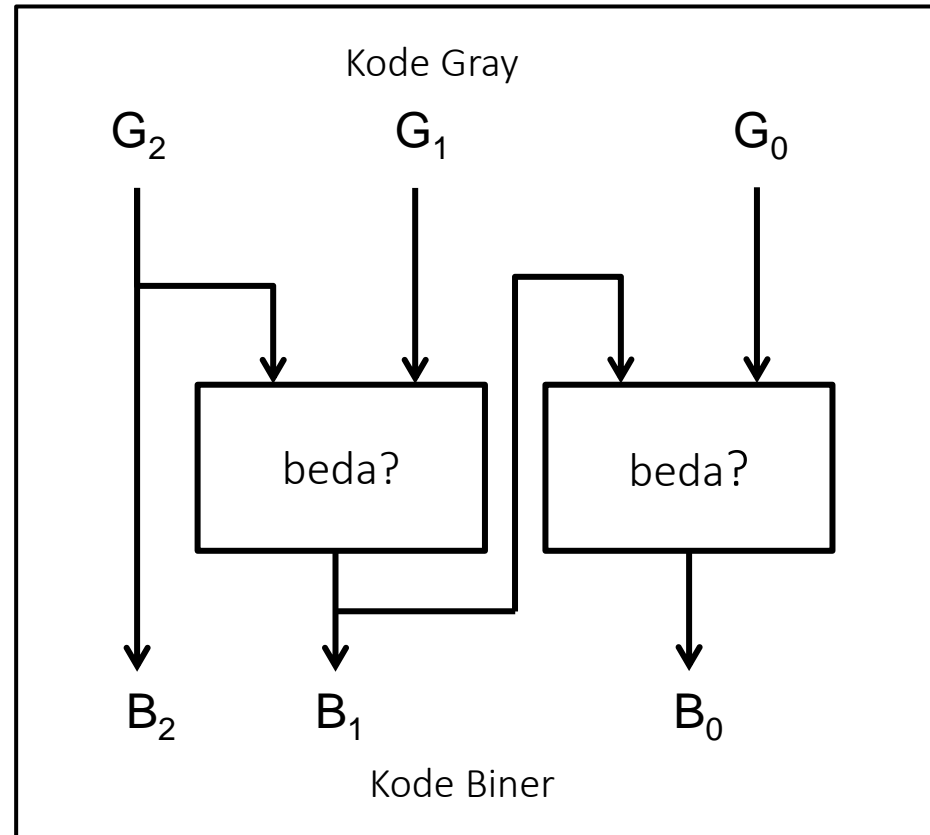 Kode Gray
G₂ G₁ G₀
beda? beda?
B₂ B₁ B₀
Kode Biner